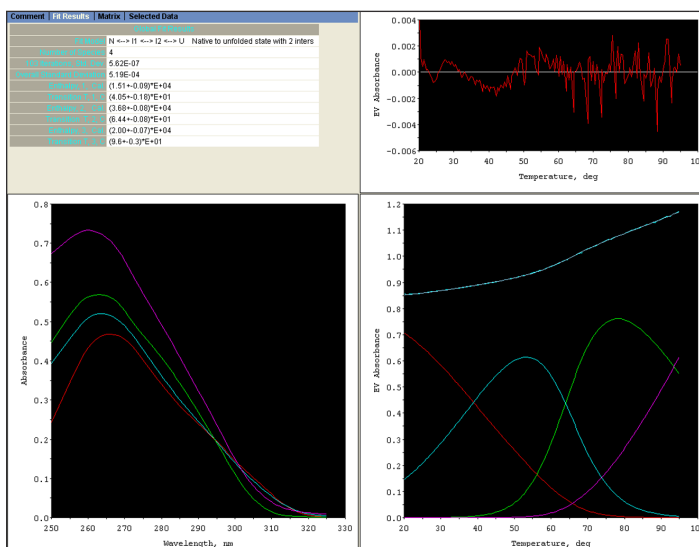 Comment | Fit Results | Matrix | Selected Data
N <--> I1 <--> I2 <--> U Native to unfolded state with 2 inters
4
5.62E-07
5.19E-04
(1.51+-0.09)*E+04
(4.05+-0.18)*E+01
(3.68+-0.08)*E+04
(6.44+-0.08)*E+01
(2.00+-0.07)*E+04
(9.6+-0.3)*E+01
0.004
0.002
0.000
-0.002
-0.004
-0.006
EV Absorbance
20 30 40 50 60 70 80 90 10
Temperature, deg
0.8
0.7
0.6
0.5
0.4
0.3
0.2
0.1
0.0
Absorbance
250 260 270 280 290 300 310 320 330
Wavelength, nm
1.2
1.1
1.0
0.9
0.8
0.7
0.6
0.5
0.4
0.3
0.2
0.1
0.0
EV Absorbance
20 30 40 50 60 70 80 90 10
Temperature, deg